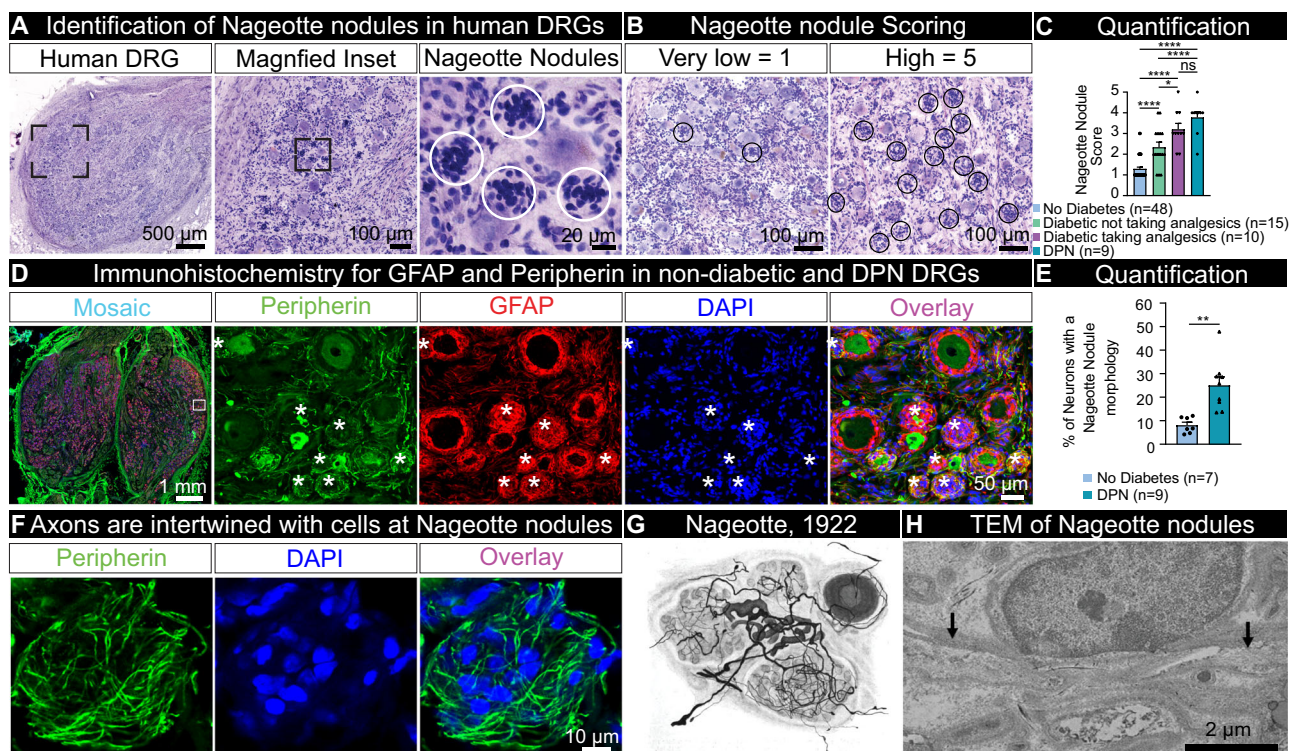 A Identification of Nageotte nodules in human DRGs
Human DRG
Magnfied Inset
Nageotte Nodules
500 µm
100 µm
20 µm
B Nageotte nodule Scoring
Very low = 1
High = 5
100 µm
100 µm
C Quantification
****
****
ns
****
*
****
Nageotte Nodule
Score
5
4
3
2
1
No Diabetes (n=48)
Diabetic not taking analgesics (n=15)
Diabetic taking analgesics (n=10)
DPN (n=9)
D Immunohistochemistry for GFAP and Peripherin in non-diabetic and DPN DRGs
Mosaic
Peripherin
GFAP
DAPI
Overlay
1 mm
50 µm
E Quantification
% of Neurons with a
Nageotte Nodule
morphology
60
50
40
30
20
10
0
**
No Diabetes (n=7)
DPN (n=9)
F Axons are intertwined with cells at Nageotte nodules
Peripherin
DAPI
Overlay
10 µm
G Nageotte, 1922
H TEM of Nageotte nodules
2 µm